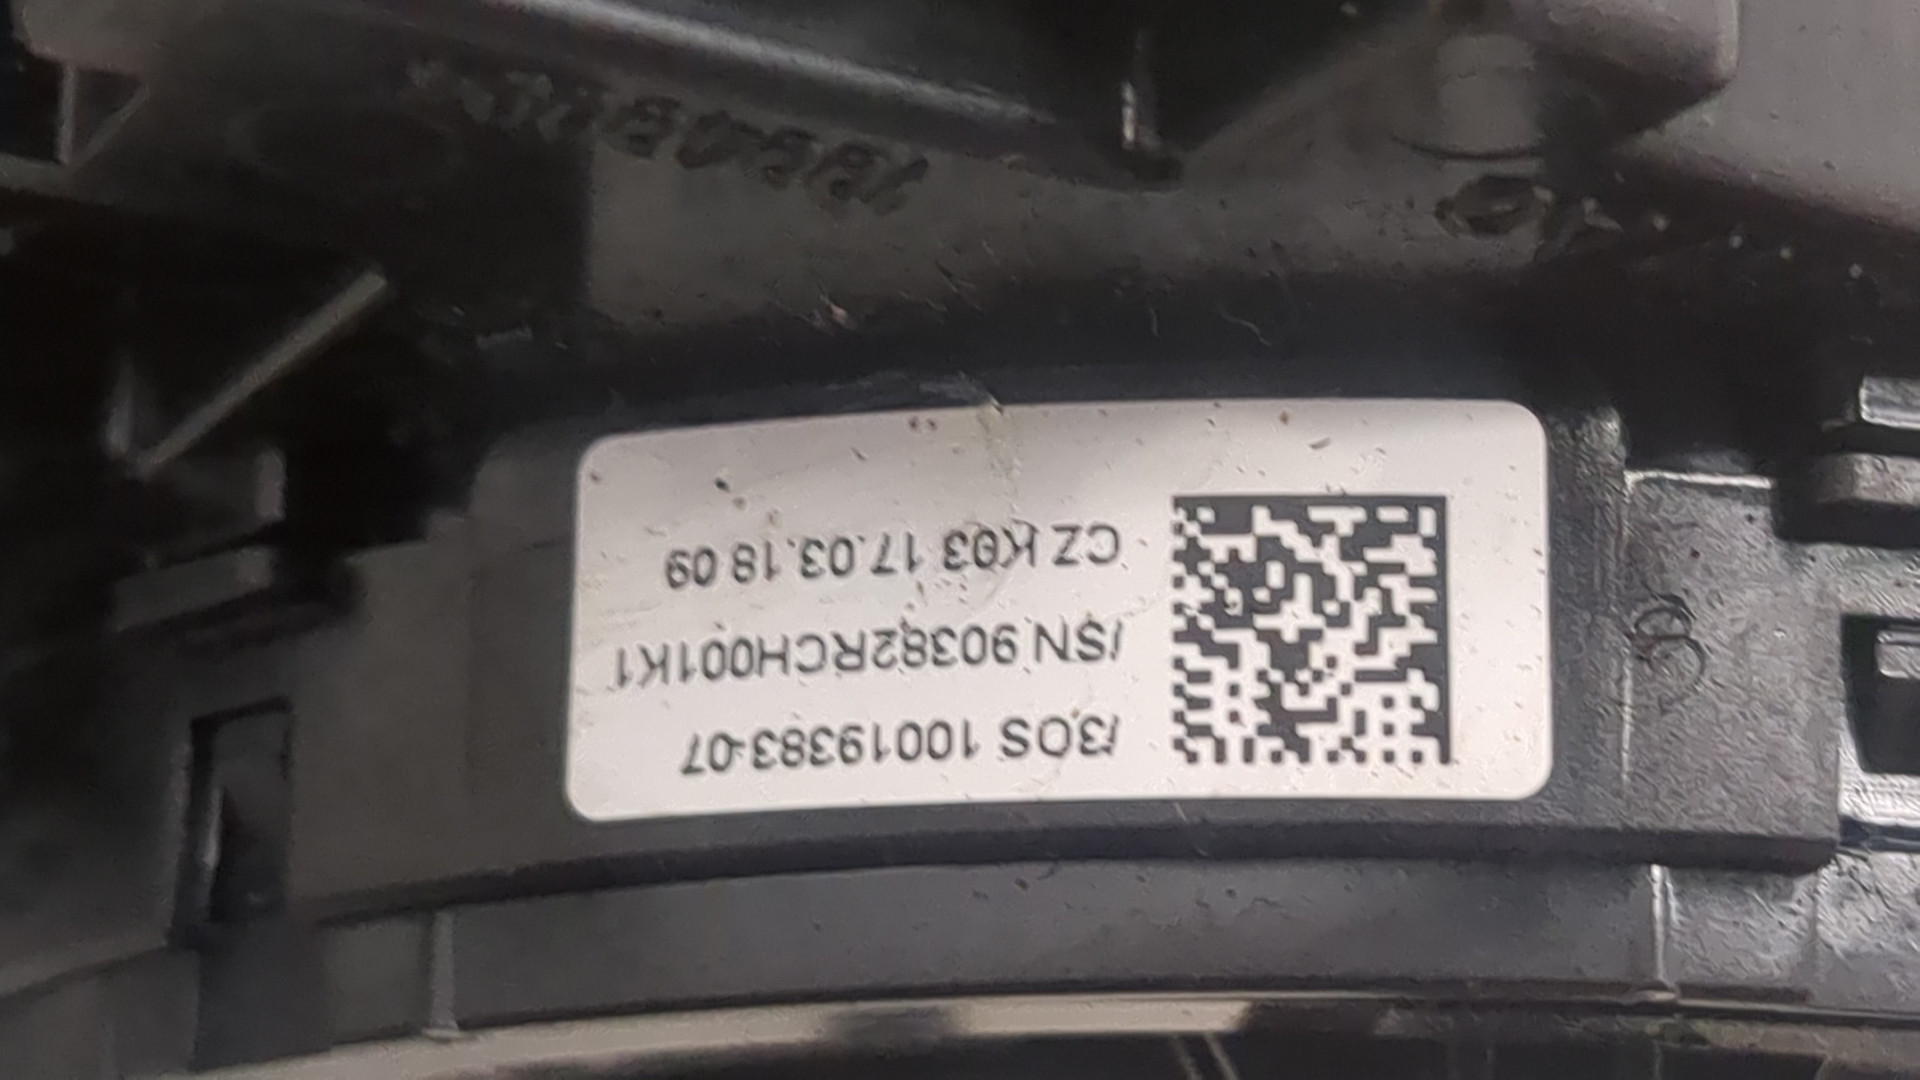 /3OS 10019383-07
/SN 90382RCH001K1
CZ K03 17.03.18 09